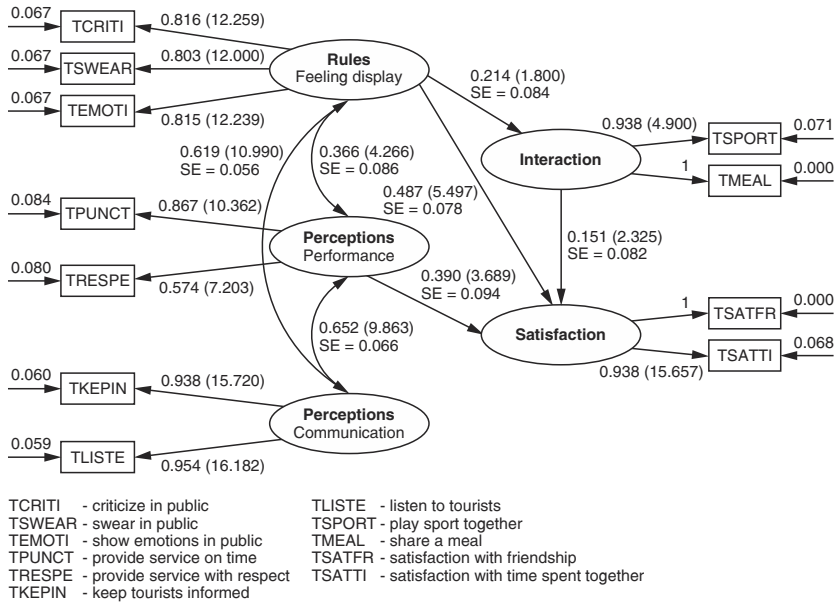 0.067
TCRITI
0.816 (12.259)
0.067
TSWEAR
0.803 (12.000)
0.067
TEMOTI
0.815 (12.239)
Rules
Feeling display
0.214 (1.800)
SE = 0.084
0.938 (4.900)
TSPORT
0.071
Interaction
1
TMEAL
0.000
0.619 (10.990)
SE = 0.056
0.366 (4.266)
SE = 0.086
0.487 (5.497)
SE = 0.078
0.084
TPUNCT
0.867 (10.362)
Perceptions
Performance
0.151 (2.325)
SE = 0.082
0.080
TRESPE
0.574 (7.203)
0.390 (3.689)
SE = 0.094
1
TSATFR
0.000
Satisfaction
TSATTI
0.068
0.938 (15.657)
0.652 (9.863)
SE = 0.066
0.060
TKEPIN
0.938 (15.720)
Perceptions
Communication
0.059
TLISTE
0.954 (16.182)
TCRITI - criticize in public
TSWEAR - swear in public
TEMOTI - show emotions in public
TPUNCT - provide service on time
TRESPE - provide service with respect
TKEPIN - keep tourists informed
TLISTE - listen to tourists
TSPORT - play sport together
TMEAL - share a meal
TSATFR - satisfaction with friendship
TSATTI - satisfaction with time spent together